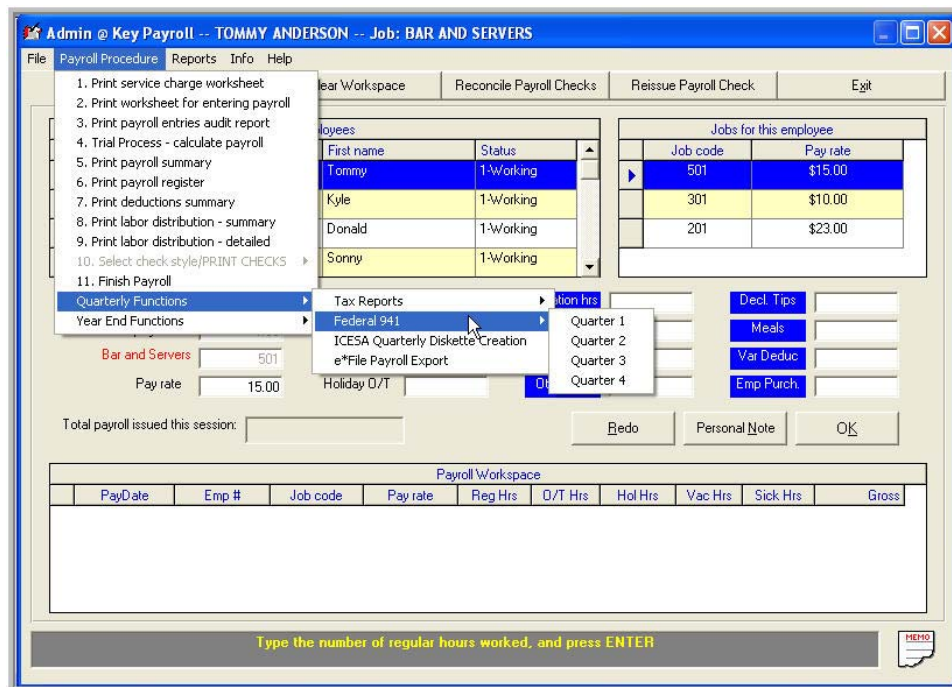 Admin @ Key Payroll -- TOMMY ANDERSON -- Job: BAR AND SERVERS
File Payroll Procedure Reports Info Help
lear Workspace Reconcile Payroll Checks Reissue Payroll Check Exit
1. Print service charge worksheet
2. Print worksheet for entering payroll
3. Print payroll entries audit report
4. Trial Process - calculate payroll
5. Print payroll summary
6. Print payroll register
7. Print deductions summary
8. Print labor distribution - summary
9. Print labor distribution - detailed
10. Select check style/PRINT CHECKS
11. Finish Payroll
Quarterly Functions
Year End Functions
Tax Reports
Federal 941
ICESA Quarterly Diskette Creation
e*File Payroll Export
Quarter 1
Quarter 2
Quarter 3
Quarter 4
loyees
First name Status
Tommy 1-Working
Kyle 1-Working
Donald 1-Working
Sonny 1-Working
Jobs for this employee
Job code Pay rate
501 $15.00
301 $10.00
201 $23.00
tion hrs Decl. Tips
Meals
Bar and Servers 501 Var Deduc
Pay rate 15.00 Holiday O/T Emp Purch.
Total payroll issued this session: Redo Personal Note OK
Payroll Workspace
PayDate Emp # Job code Pay rate Reg Hrs O/T Hrs Hol Hrs Vac Hrs Sick Hrs Gross
Type the number of regular hours worked, and press ENTER
MEMO